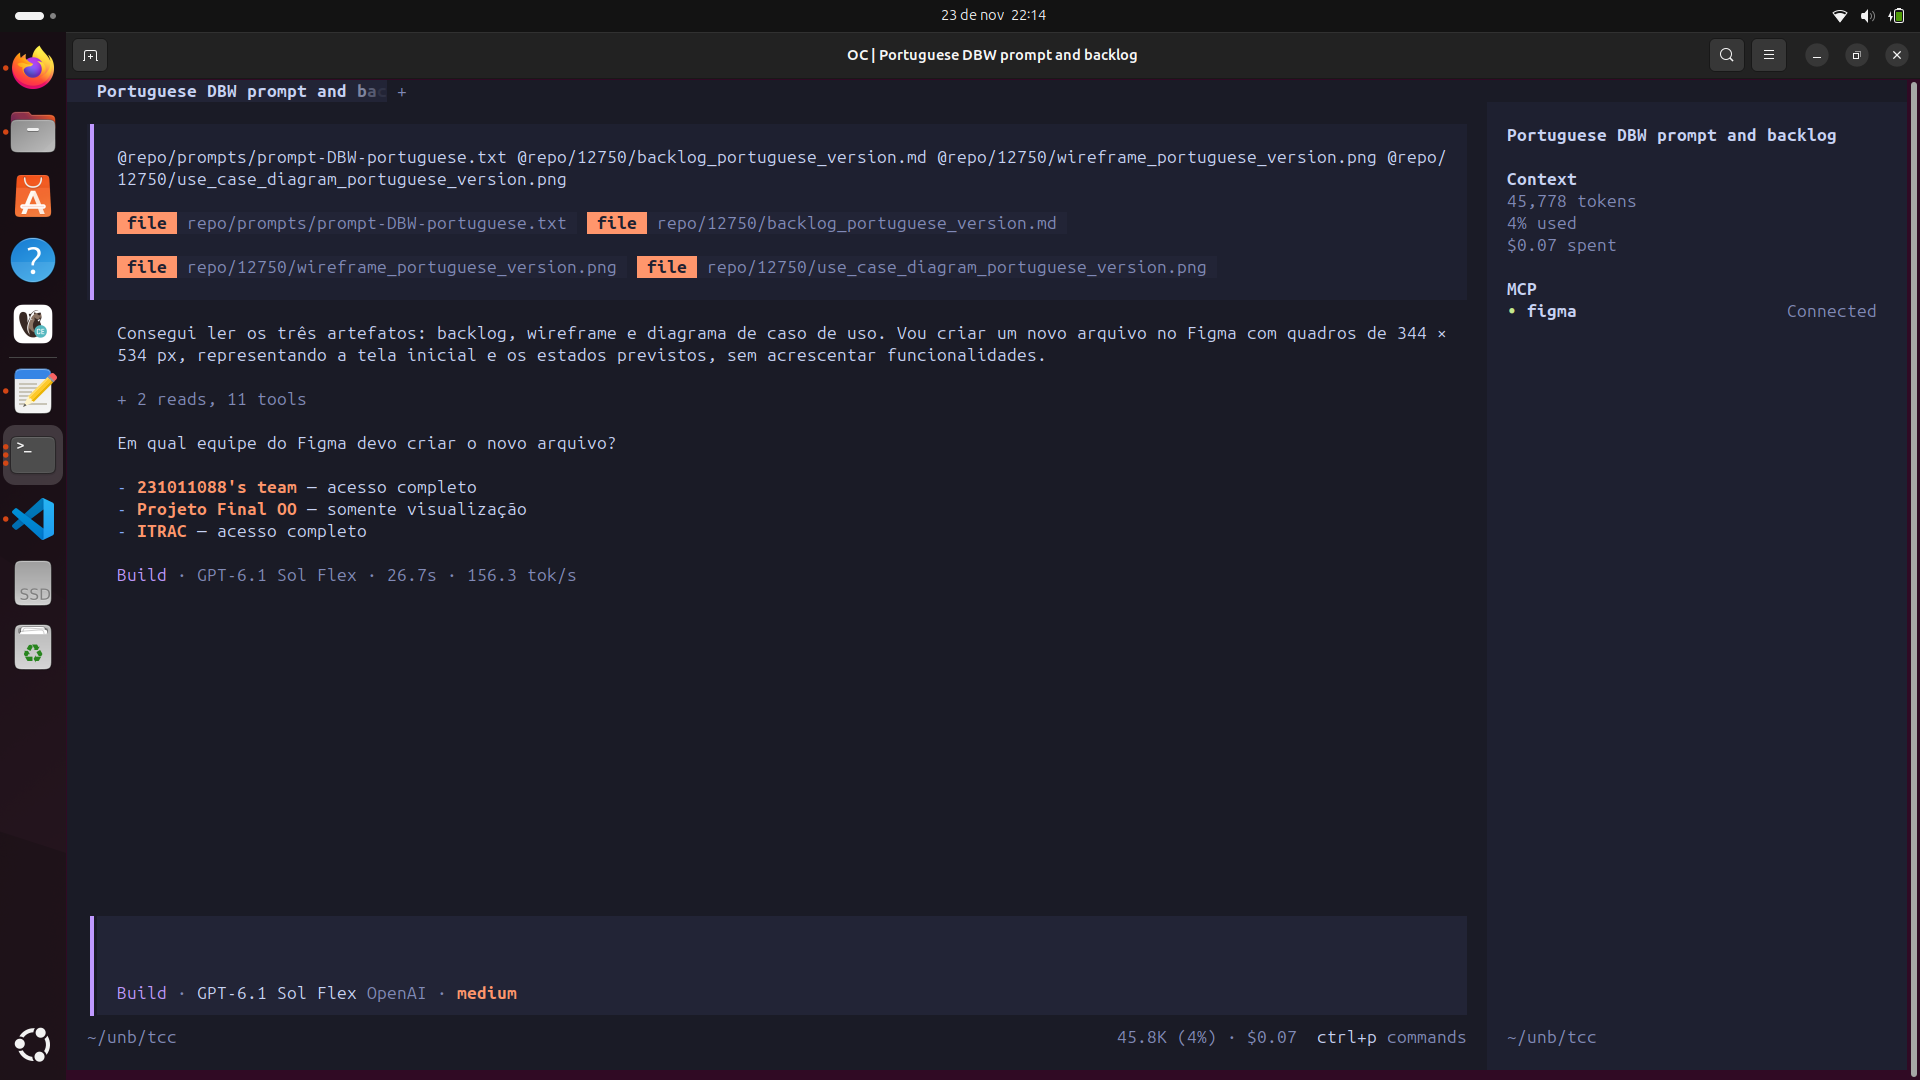 23 de nov 22:14
OC | Portuguese DBW prompt and backlog
Portuguese DBW prompt and bac +
@repo/prompts/prompt-DBW-portuguese.txt @repo/12750/backlog_portuguese_version.md @repo/12750/wireframe_portuguese_version.png @repo/
12750/use_case_diagram_portuguese_version.png
file repo/prompts/prompt-DBW-portuguese.txt file repo/12750/backlog_portuguese_version.md
file repo/12750/wireframe_portuguese_version.png file repo/12750/use_case_diagram_portuguese_version.png
Consegui ler os três artefatos: backlog, wireframe e diagrama de caso de uso. Vou criar um novo arquivo no Figma com quadros de 344 ×
534 px, representando a tela inicial e os estados previstos, sem acrescentar funcionalidades.
+ 2 reads, 11 tools
Em qual equipe do Figma devo criar o novo arquivo?
- 231011088's team — acesso completo
- Projeto Final OO — somente visualização
- ITRAC — acesso completo
Build · GPT-6.1 Sol Flex · 26.7s · 156.3 tok/s
Build · GPT-6.1 Sol Flex OpenAI · medium
~/unb/tcc
45.8K (4%) · $0.07 ctrl+p commands
Portuguese DBW prompt and backlog
Context
45,778 tokens
4% used
$0.07 spent
MCP
• figma Connected
~/unb/tcc
SSD